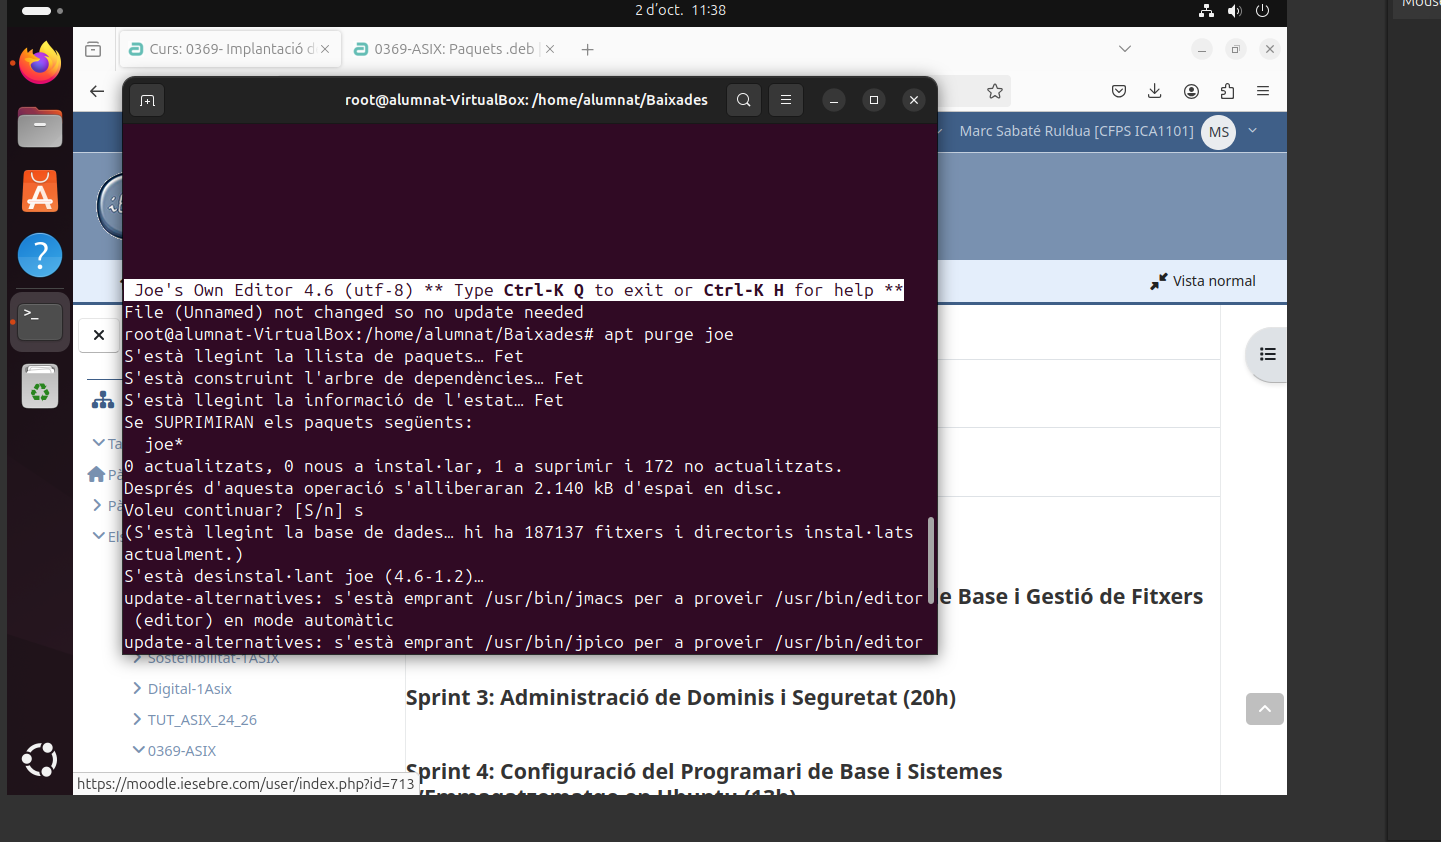 Mouse
2 d'oct. 11:38
Curs: 0369- Implantació d
0369-ASIX: Paquets .deb |
root@alumnat-VirtualBox: /home/alumnat/Baixades
Marc Sabaté Ruldua [CFPS ICA1101] MS
Vista normal
Joe's Own Editor 4.6 (utf-8) ** Type Ctrl-K Q to exit or Ctrl-K H for help **
File (Unnamed) not changed so no update needed
root@alumnat-VirtualBox:/home/alumnat/Baixades# apt purge joe
S'està llegint la llista de paquets… Fet
S'està construint l'arbre de dependències… Fet
S'està llegint la informació de l'estat… Fet
Se SUPRIMIRAN els paquets següents:
joe*
0 actualitzats, 0 nous a instal·lar, 1 a suprimir i 172 no actualitzats.
Després d'aquesta operació s'alliberaran 2.140 kB d'espai en disc.
Voleu continuar? [S/n] s
(S'està llegint la base de dades… hi ha 187137 fitxers i directoris instal·lats
actualment.)
S'està desinstal·lant joe (4.6-1.2)…
update-alternatives: s'està emprant /usr/bin/jmacs per a proveir /usr/bin/editor
(editor) en mode automàtic
update-alternatives: s'està emprant /usr/bin/jpico per a proveir /usr/bin/editor
Ta
Pà
Pà
Els
e Base i Gestió de Fitxers
Sostenibilitat-1ASIX
Digital-1Asix
TUT_ASIX_24_26
0369-ASIX
Sprint 3: Administració de Dominis i Seguretat (20h)
Sprint 4: Configuració del Programari de Base i Sistemes
d'Emmagatzematge en Ubuntu (13h)
https://moodle.iesebre.com/user/index.php?id=713